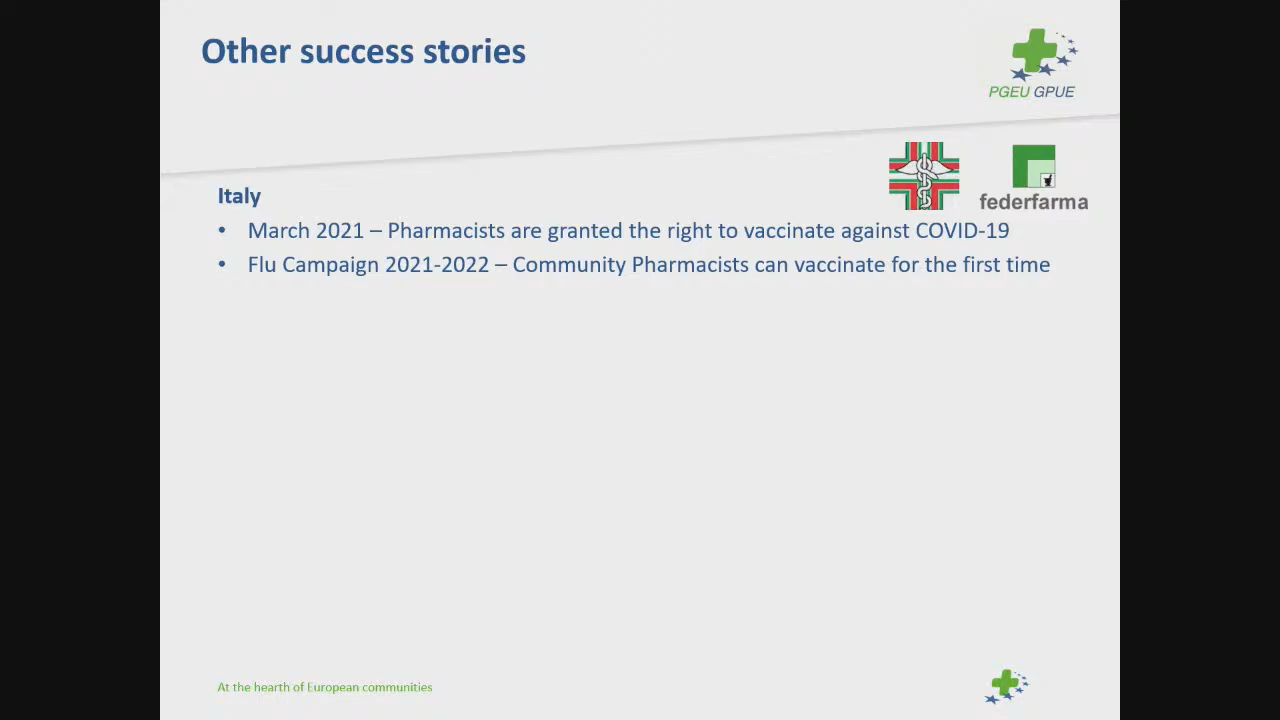 Other success stories
PGEU GPUE
federfarma
Italy
• March 2021 – Pharmacists are granted the right to vaccinate against COVID-19
• Flu Campaign 2021-2022 – Community Pharmacists can vaccinate for the first time
At the hearth of European communities